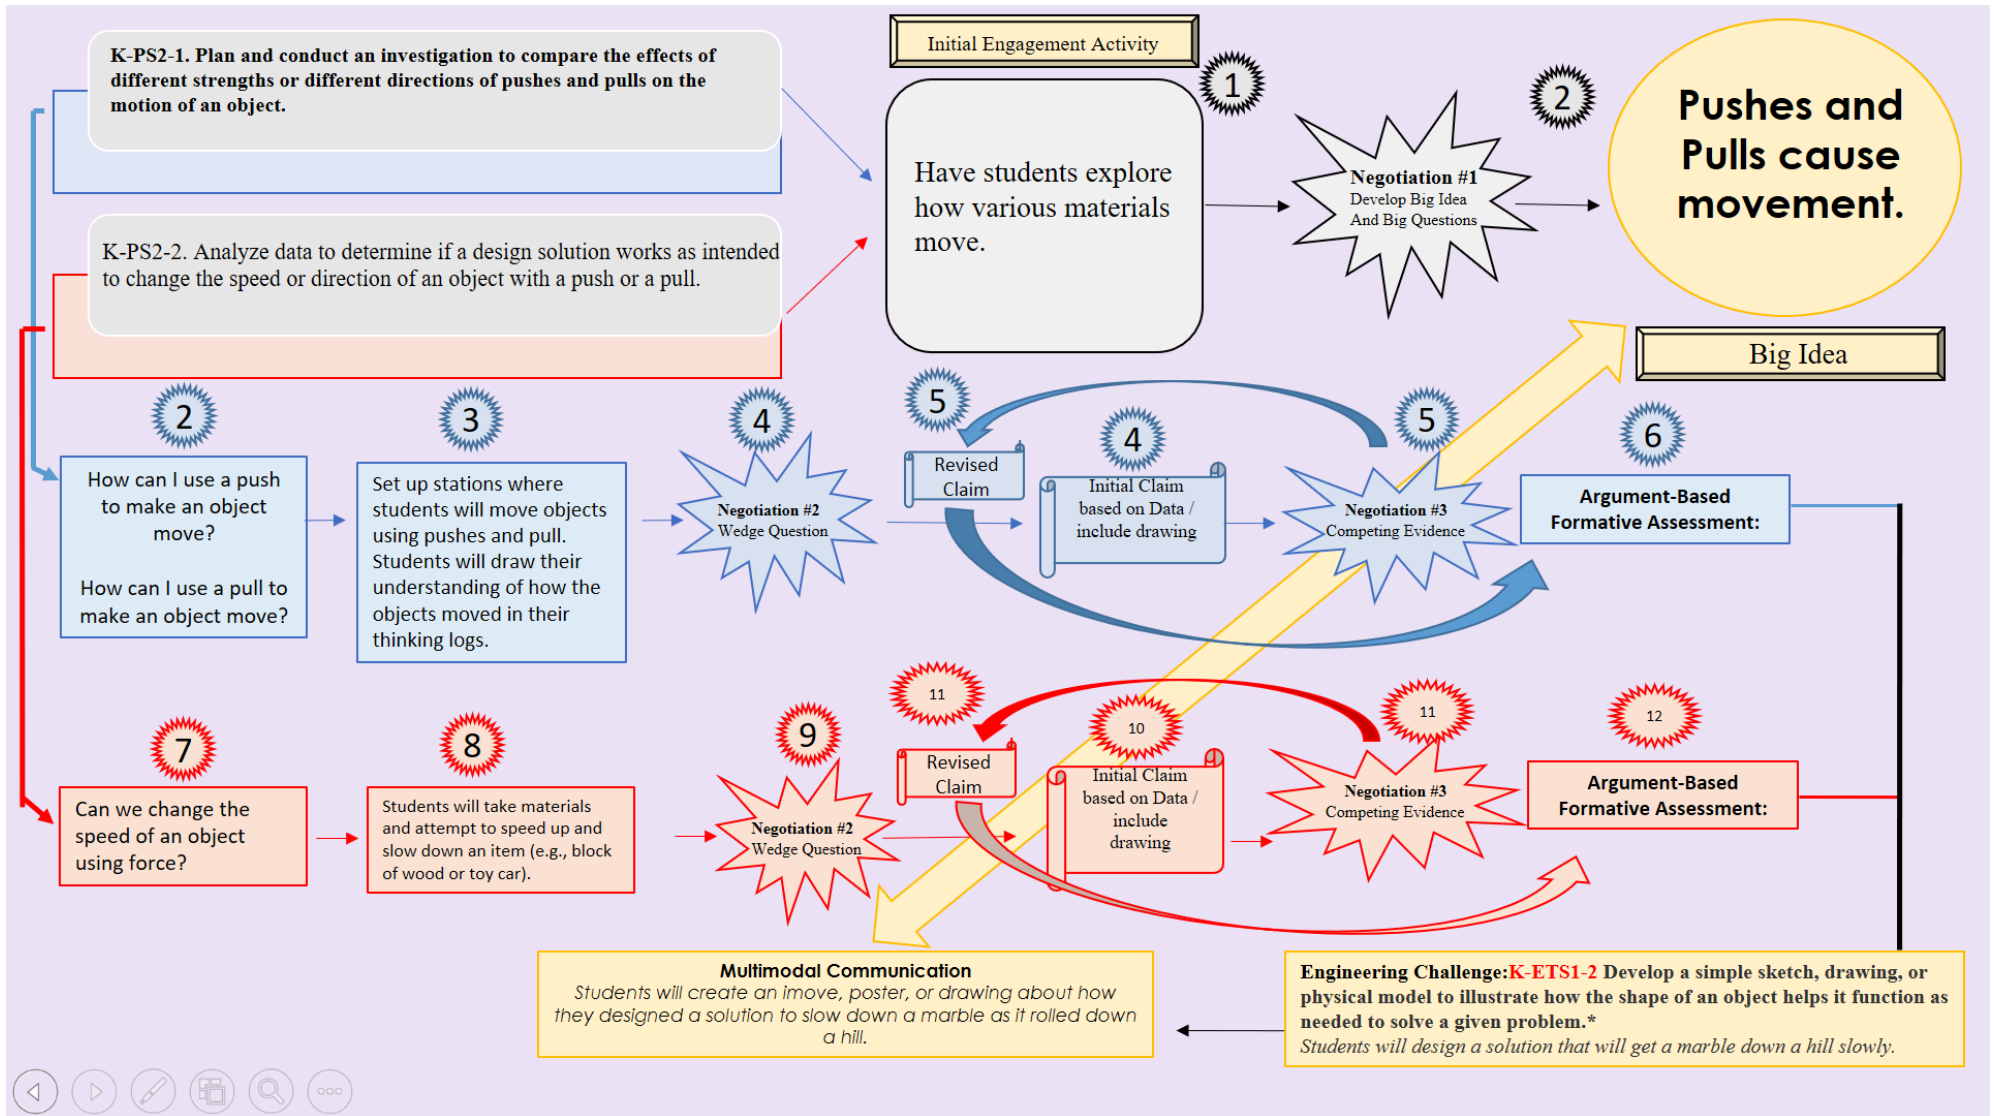 K-PS2-1. Plan and conduct an investigation to compare the effects of
different strengths or different directions of pushes and pulls on the
motion of an object.
Initial Engagement Activity
1
2
Have students explore
how various materials
move.
Negotiation #1
Develop Big Idea
And Big Questions
Pushes and
Pulls cause
movement.
Big Idea
K-PS2-2. Analyze data to determine if a design solution works as intended
to change the speed or direction of an object with a push or a pull.
2
3
4
5
4
5
6
How can I use a push
to make an object
move?
How can I use a pull to
make an object move?
Set up stations where
students will move objects
using pushes and pull.
Students will draw their
understanding of how the
objects moved in their
thinking logs.
Negotiation #2
Wedge Question
Revised
Claim
Initial Claim
based on Data /
include drawing
Negotiation #3
Competing Evidence
Argument-Based
Formative Assessment:
7
8
9
11
10
11
12
Can we change the
speed of an object
using force?
Students will take materials
and attempt to speed up and
slow down an item (e.g., block
of wood or toy car).
Negotiation #2
Wedge Question
Revised
Claim
Initial Claim
based on Data /
include
drawing
Negotiation #3
Competing Evidence
Argument-Based
Formative Assessment:
Multimodal Communication
Students will create an imove, poster, or drawing about how
they designed a solution to slow down a marble as it rolled down
a hill.
Engineering Challenge:K-ETS1-2 Develop a simple sketch, drawing, or
physical model to illustrate how the shape of an object helps it function as
needed to solve a given problem.*
Students will design a solution that will get a marble down a hill slowly.